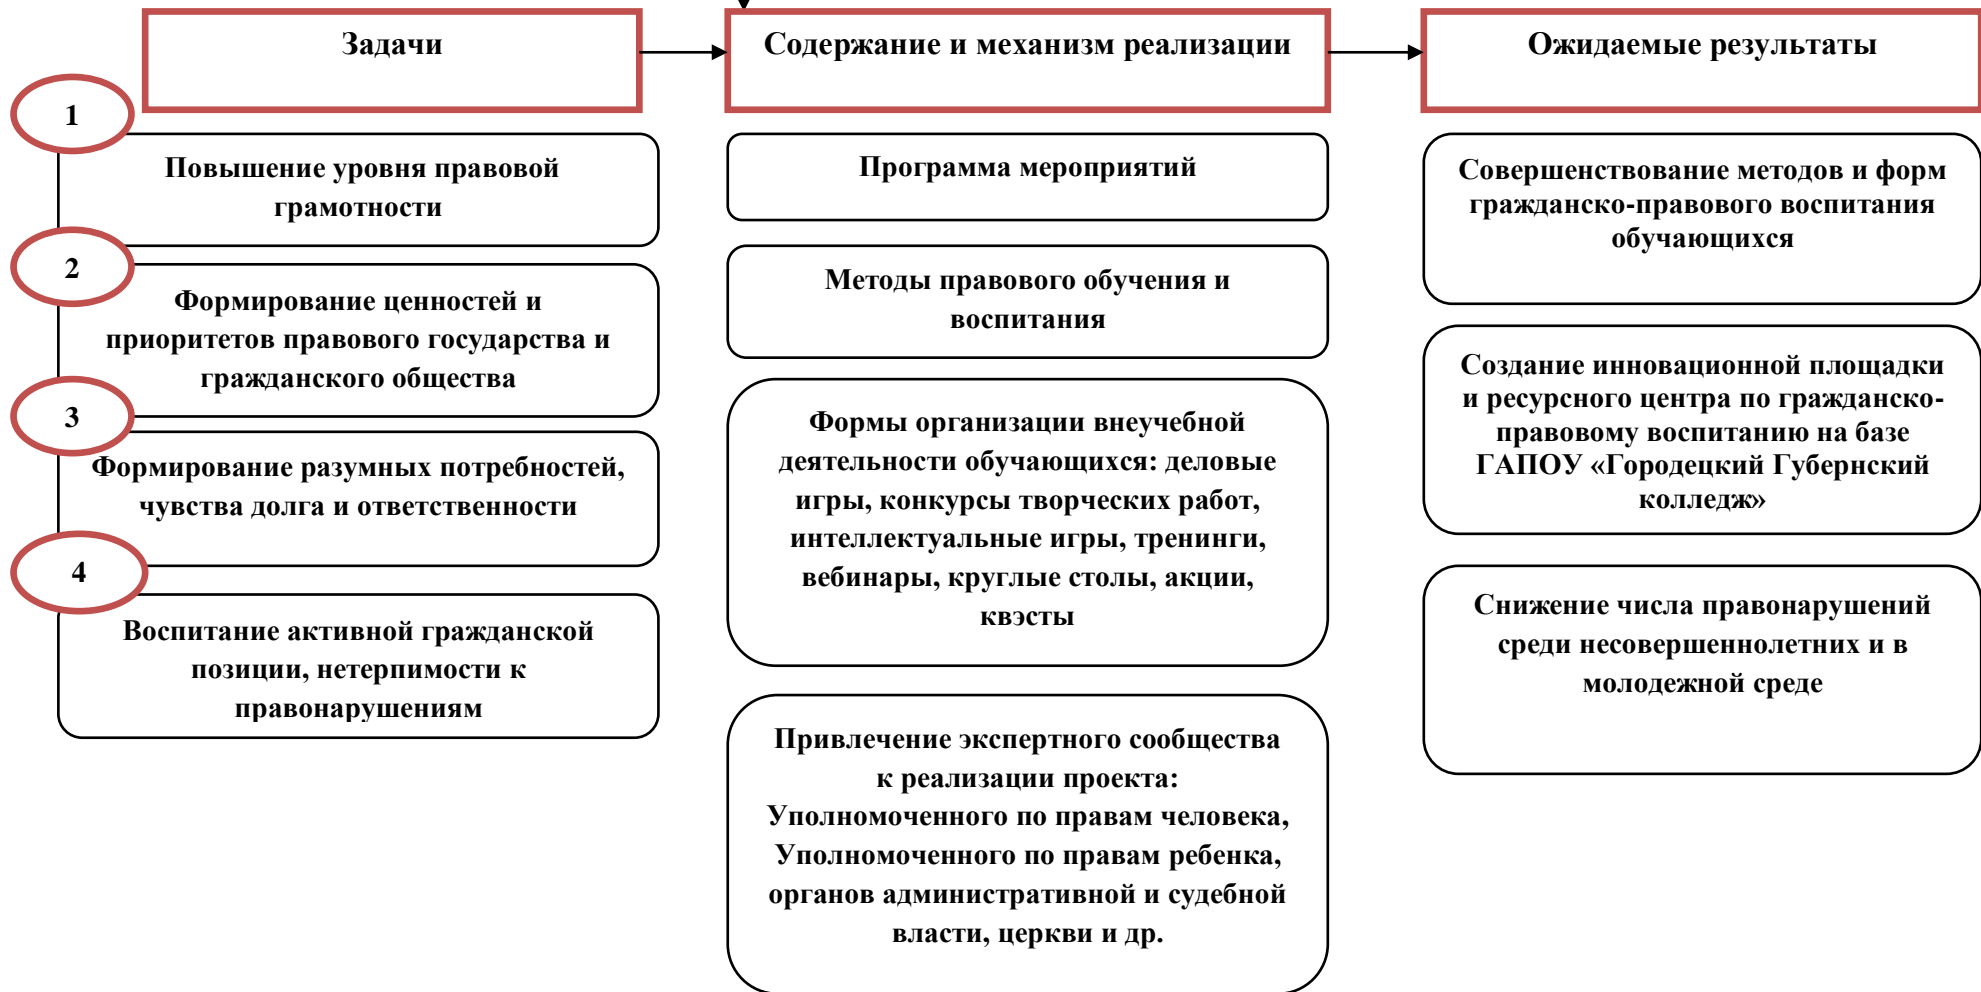 Задачи
1
Повышение уровня правовой
грамотности
2
Формирование ценностей и
приоритетов правового государства и
гражданского общества
3
Формирование разумных потребностей,
чувства долга и ответственности
4
Воспитание активной гражданской
позиции, нетерпимости к
правонарушениям
Содержание и механизм реализации
Программа мероприятий
Методы правового обучения и
воспитания
Формы организации внеучебной
деятельности обучающихся: деловые
игры, конкурсы творческих работ,
интеллектуальные игры, тренинги,
вебинары, круглые столы, акции,
квэсты
Привлечение экспертного сообщества
к реализации проекта:
Уполномоченного по правам человека,
Уполномоченного по правам ребенка,
органов административной и судебной
власти, церкви и др.
Ожидаемые результаты
Совершенствование методов и форм
гражданско-правового воспитания
обучающихся
Создание инновационной площадки
и ресурсного центра по гражданско-
правовому воспитанию на базе
ГАПОУ «Городецкий Губернский
колледж»
Снижение числа правонарушений
среди несовершеннолетних и в
молодежной среде